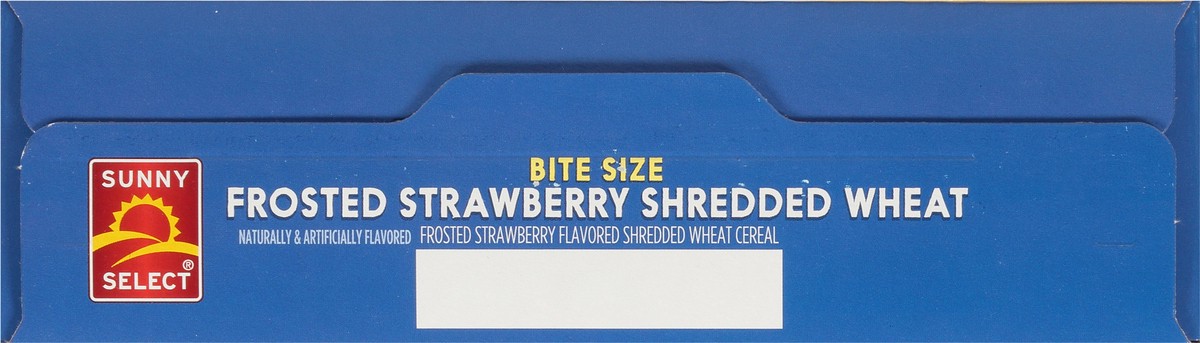 BITE SIZE
FROSTED STRAWBERRY SHREDDED WHEAT
NATURALLY & ARTIFICIALLY FLAVORED FROSTED STRAWBERRY FLAVORED SHREDDED WHEAT CEREAL
SUNNY
SELECT®